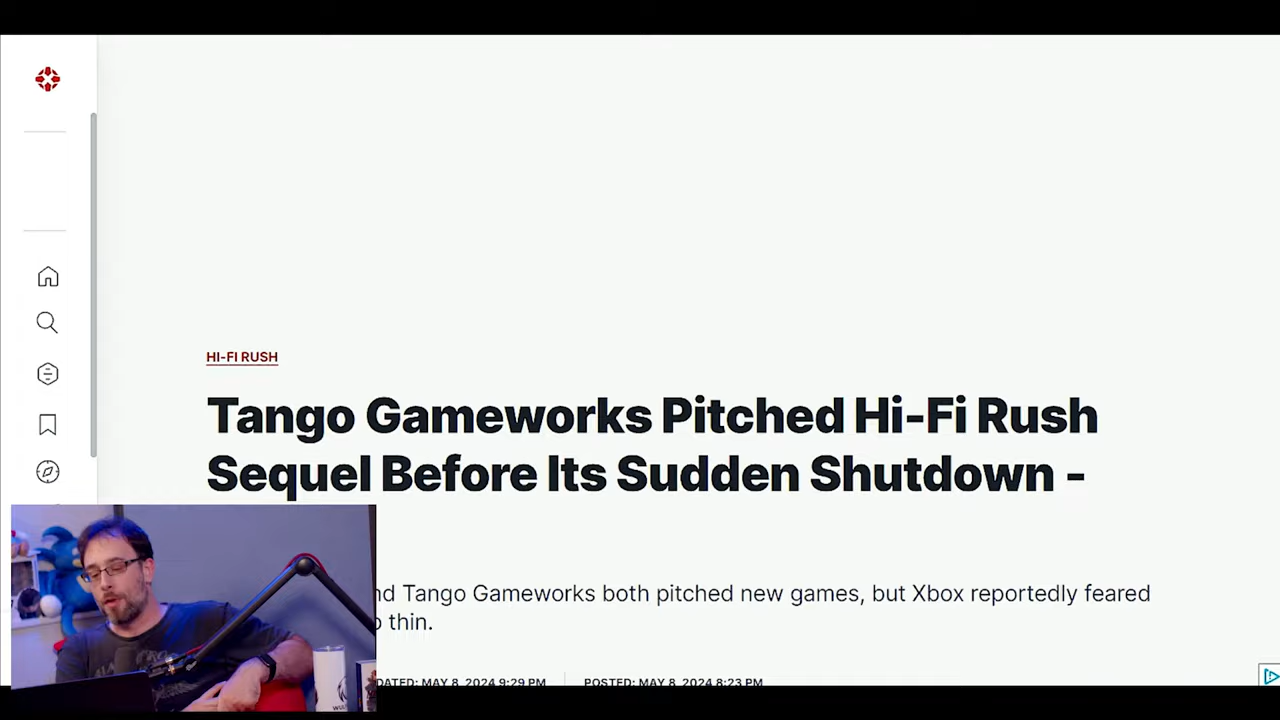 HI-FI RUSH
Tango Gameworks Pitched Hi-Fi Rush
Sequel Before Its Sudden Shutdown -
Tango Gameworks both pitched new games, but Xbox reportedly feared
thin.
MAY 8, 2024 9:29 PM
POSTED: MAY 8, 2024 8:23 PM